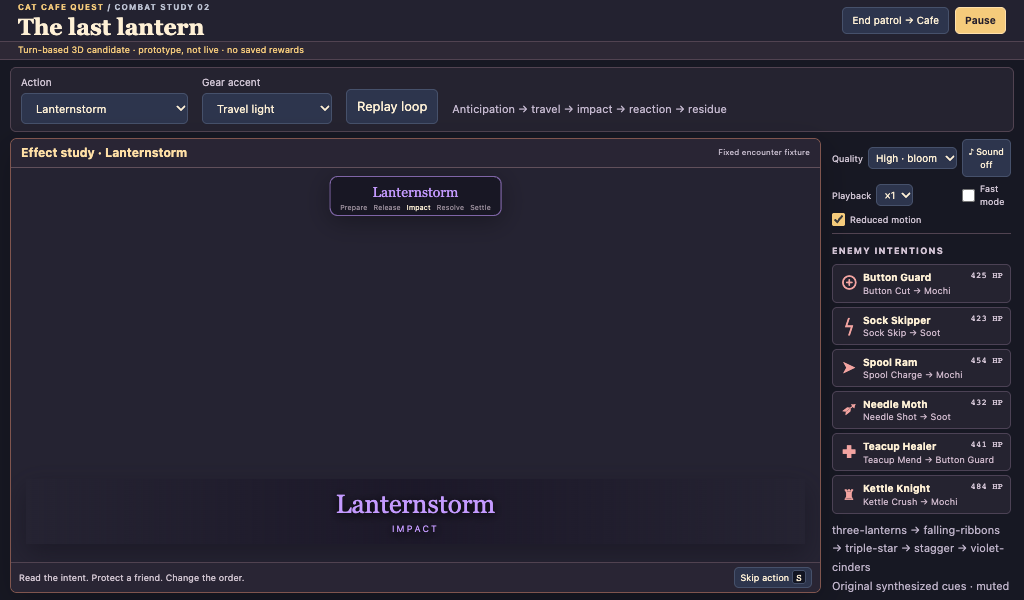 CAT CAFE QUEST / COMBAT STUDY 02
The last lantern
End patrol → Cafe
Pause
Turn-based 3D candidate · prototype, not live · no saved rewards
Action
Gear accent
Lanternstorm
Travel light
Replay loop
Anticipation → travel → impact → reaction → residue
Effect study · Lanternstorm
Fixed encounter fixture
Lanternstorm
Prepare Release Impact Resolve Settle
Lanternstorm
IMPACT
Read the intent. Protect a friend. Change the order.
Skip action S
Quality
High · bloom
♪ Sound
off
Playback
x1
Fast
mode
Reduced motion
ENEMY INTENTIONS
Button Guard 425 HP
Button Cut → Mochi
Sock Skipper 423 HP
Sock Skip → Soot
Spool Ram 454 HP
Spool Charge → Mochi
Needle Moth 432 HP
Needle Shot → Soot
Teacup Healer 441 HP
Teacup Mend → Button Guard
Kettle Knight 484 HP
Kettle Crush → Mochi
three-lanterns → falling-ribbons
→ triple-star → stagger → violet-
cinders
Original synthesized cues · muted